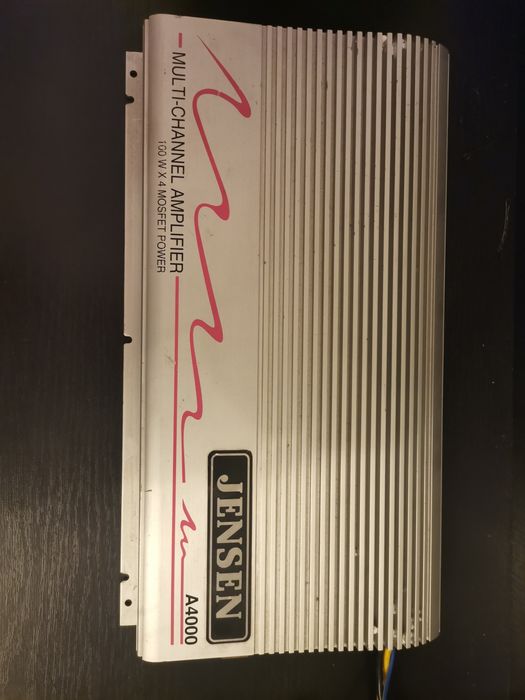 MULTI-CHANNEL AMPLIFIER
100 W X 4 MOSFET POWER
JENSEN
A4000